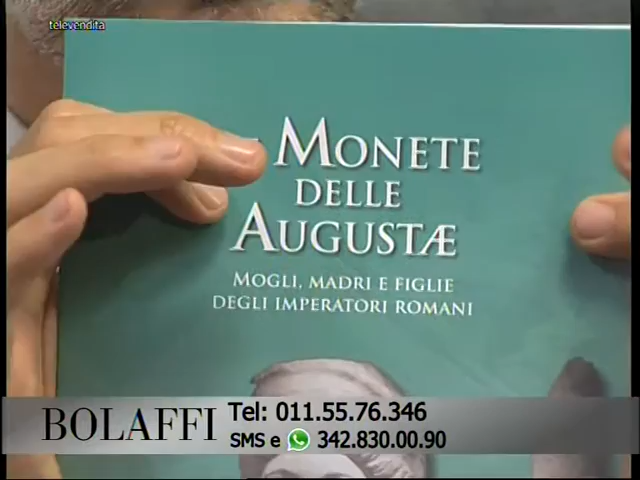 televendita
MONETE
DELLE
AUGUSTÆ
MOGLI, MADRI E FIGLIE
DEGLI IMPERATORI ROMANI
BOLAFFI
Tel: 011.55.76.346
SMS e 342.830.00.90